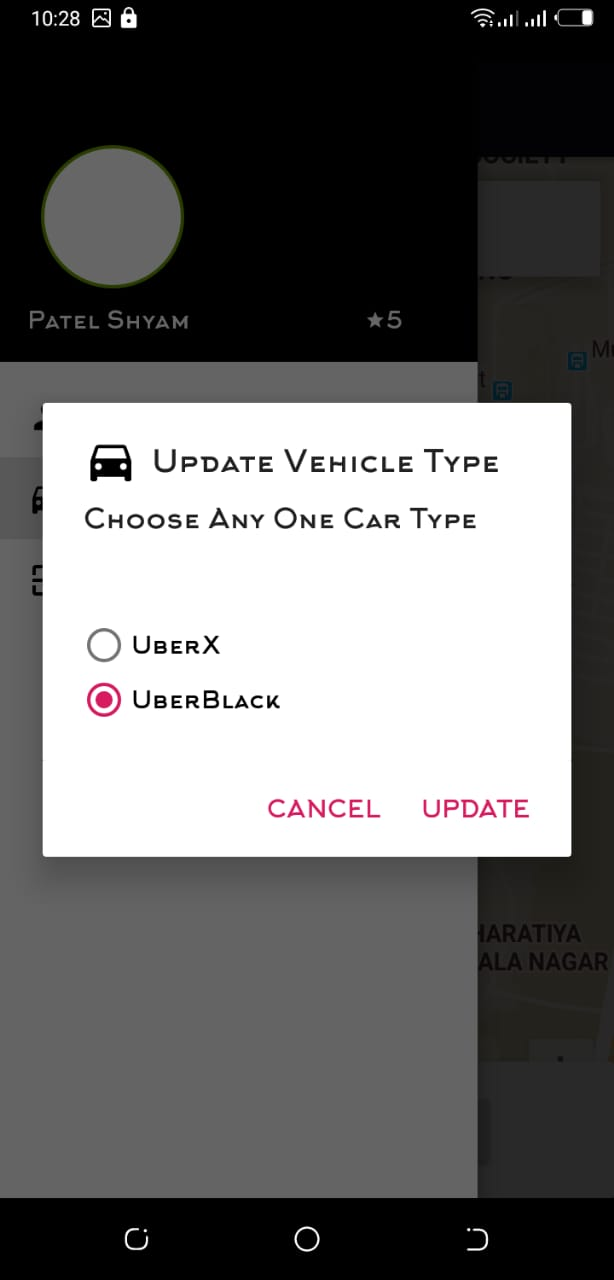 10:28
Patel Shyam
★5
Update Vehicle Type
Choose Any One Car Type
UberX
UberBlack
CANCEL
UPDATE
ALA NAGAR